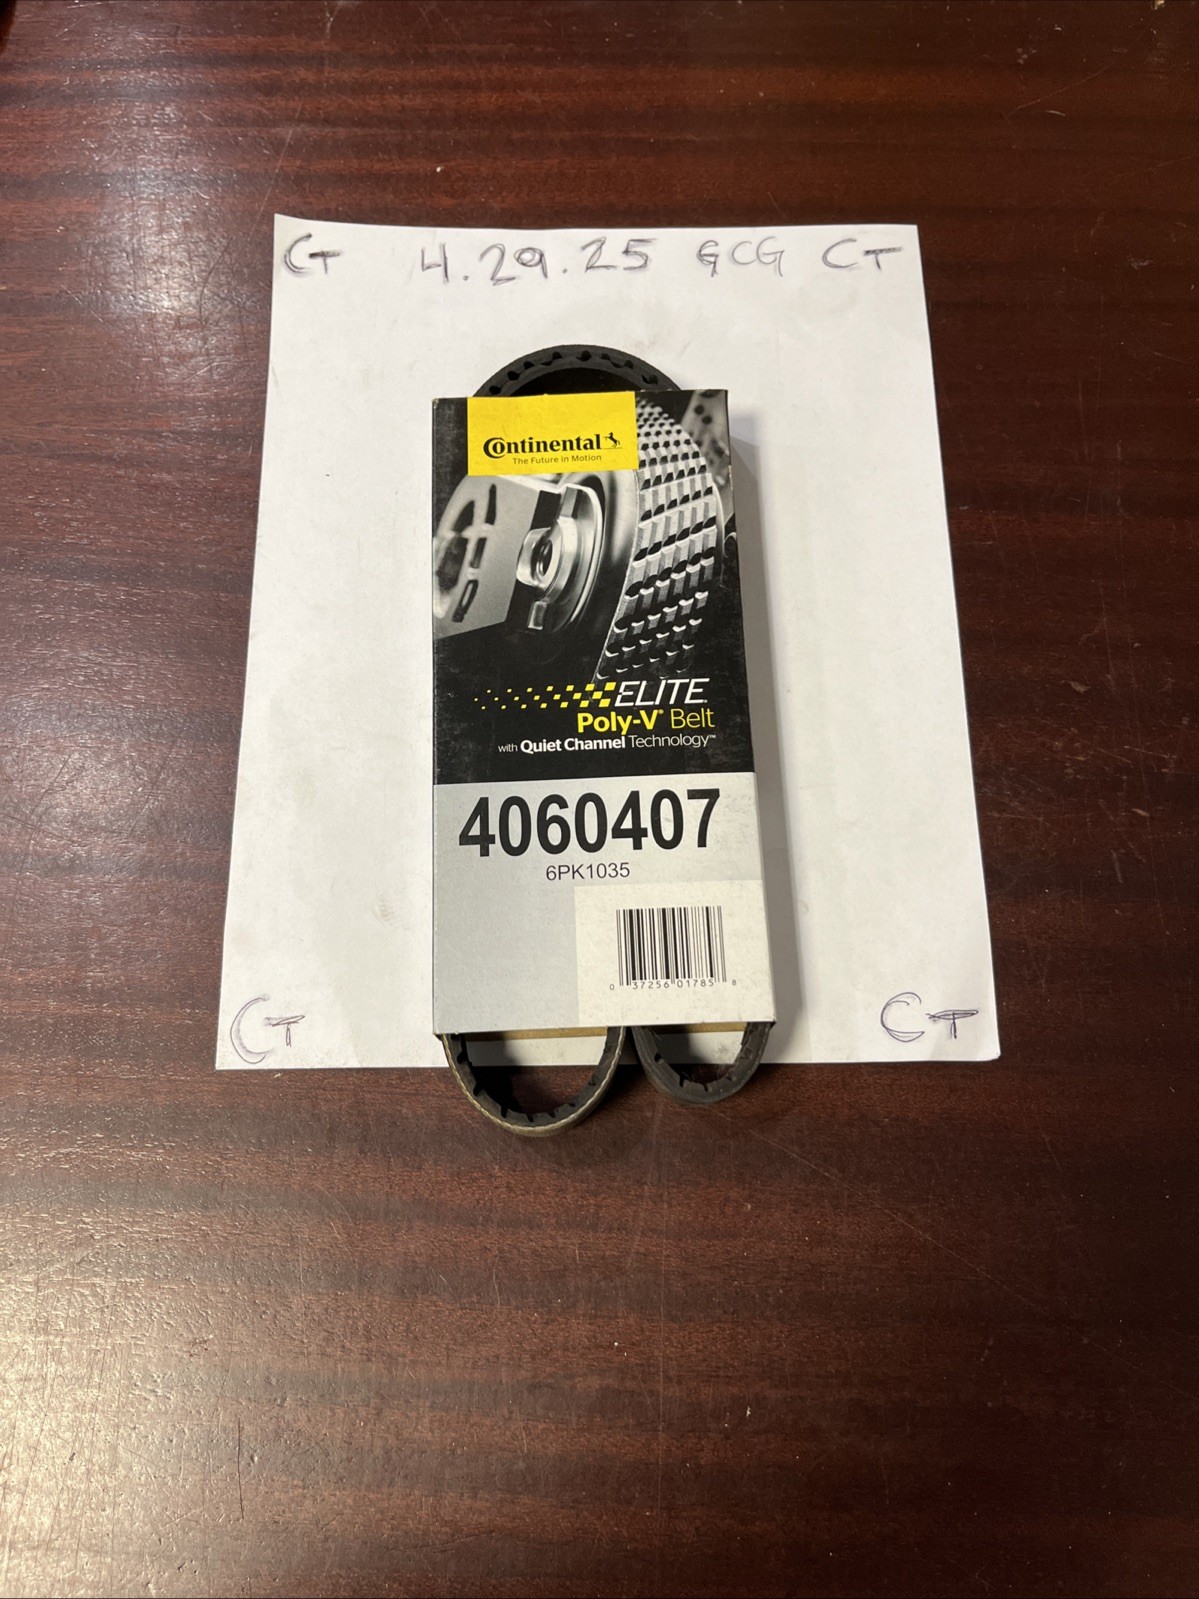 CT 4.29.25 GCG CT
Continental
The Future in Motion
ELITE
Poly-V® Belt
with Quiet Channel Technology™
4060407
6PK1035
0 37256 01785 8
CT CT